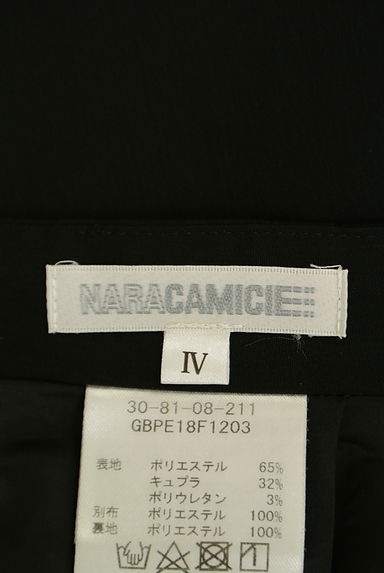 NARACAMICIE
IV
30-81-08-211
GBPE18F1203
表地 ポリエステル 65%
キュプラ 32%
ポリウレタン 3%
別布 ポリエステル 100%
裏地 ポリエステル 100%